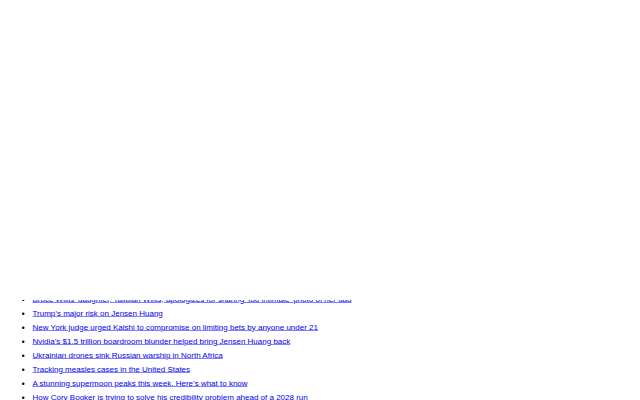 Trump's major risk on Jensen Huang
New York judge urged Kalshi to compromise on limiting bets by anyone under 21
Nvidia's $1.5 trillion boardroom blunder helped bring Jensen Huang back
Ukrainian drones sink Russian warship in North Africa
Tracking measles cases in the United States
A stunning supermoon peaks this week. Here's what to know
How Cory Booker is trying to solve his credibility problem ahead of a 2028 run